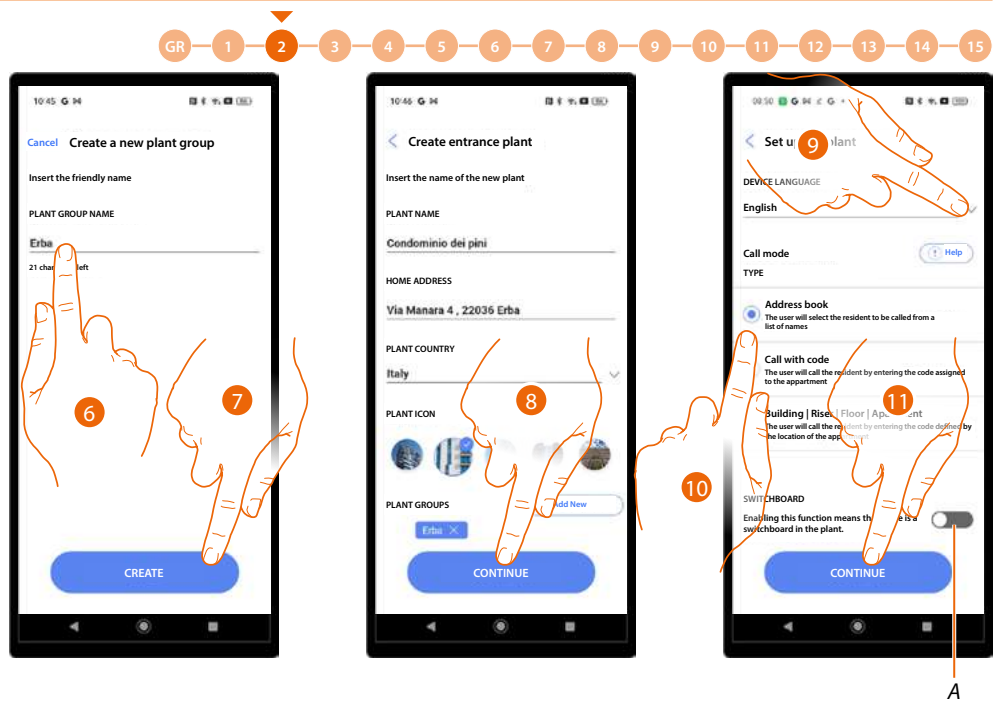 GR 1 2 3 4 5 6 7 8 9 10 11 12 13 14 15
10:45 G
Cancel Create a new plant group
Insert the friendly name
PLANT GROUP NAME
Erba
21 char left
6
7
CREATE
10:46 G
Create entrance plant
Insert the name of the new plant
PLANT NAME
Condominio dei pini
HOME ADDRESS
Via Manara 4 , 22036 Erba
PLANT COUNTRY
Italy
8
PLANT ICON
PLANT GROUPS
Add New
Erba
CONTINUE
G
Set u plant
9
DEVICE LANGUAGE
English
Call mode
! Help
TYPE
Address book
The user will select the resident to be called from a
list of names
Call with code
The user will call the resident by entering the code assigned
to the appartment
11
Building | Riser | Floor | Apartment
The user will call the resident by entering the code defined by
the location of the app
10
SWITCHBOARD
Enabling this function means th e is a
switchboard in the plant.
CONTINUE
A